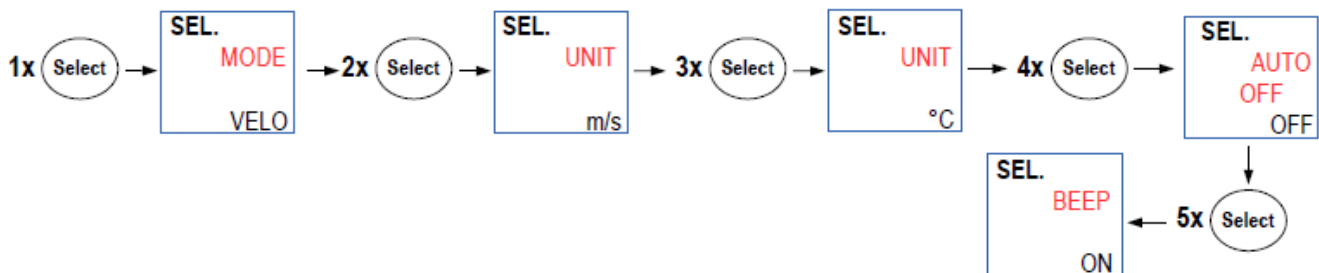 1x Select
SEL.
MODE
VELO
2x Select
SEL.
UNIT
m/s
3x Select
SEL.
UNIT
°C
4x Select
SEL.
AUTO
OFF
OFF
5x Select
SEL.
BEEP
ON